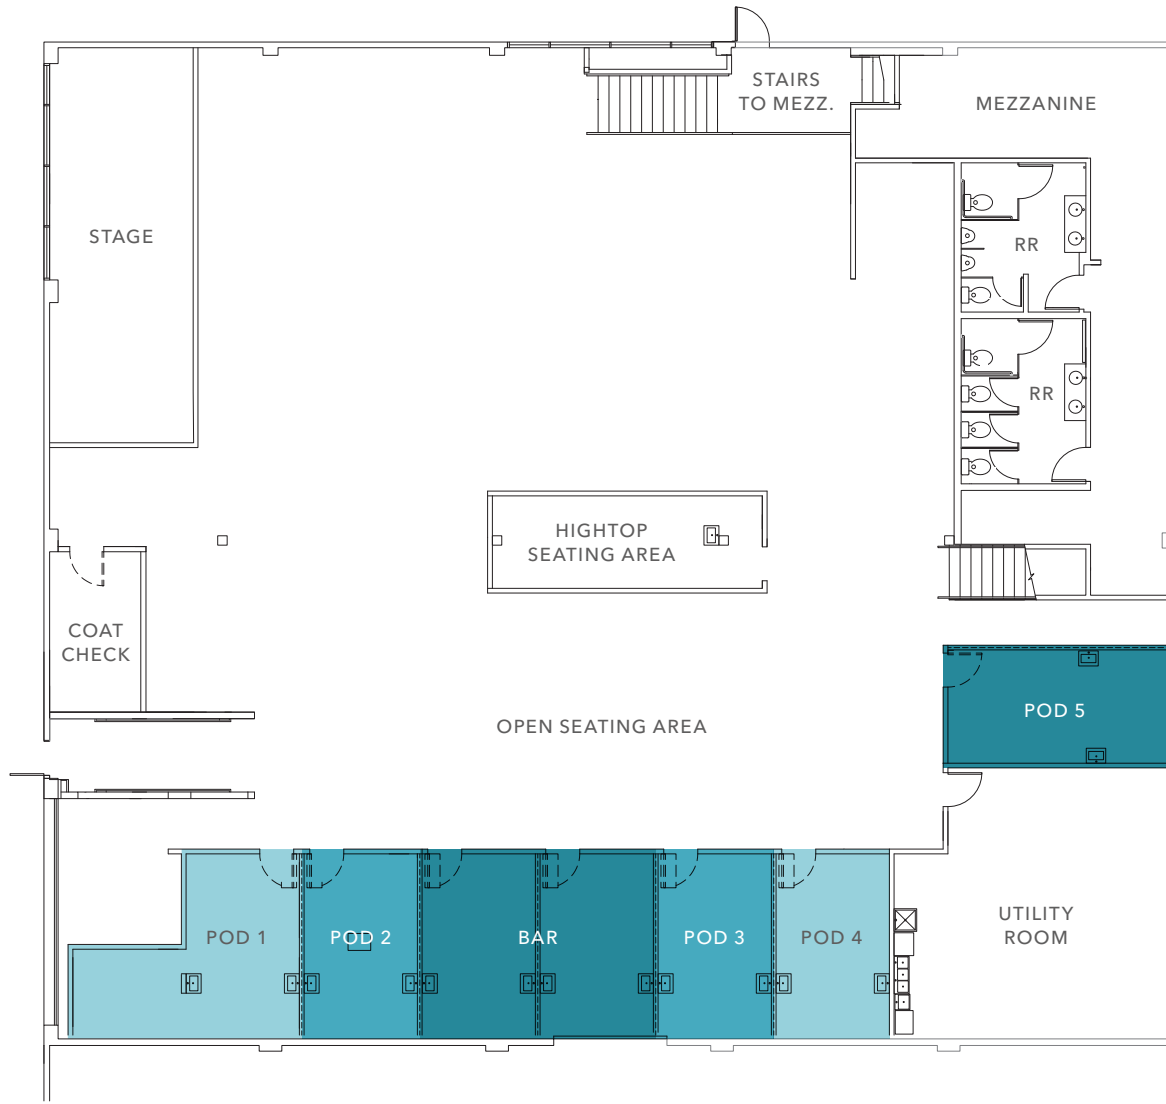 STAIRS
TO MEZZ.
MEZZANINE
STAGE
RR
RR
HIGHTOP
SEATING AREA
COAT
CHECK
OPEN SEATING AREA
POD 5
POD 1
POD 2
BAR
POD 3
POD 4
UTILITY
ROOM